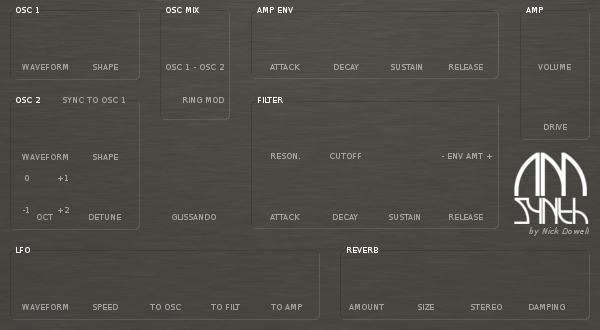 OSC 1
WAVEFORM SHAPE
OSC MIX
OSC 1 - OSC 2
RING MOD
AMP ENV
ATTACK DECAY SUSTAIN RELEASE
AMP
VOLUME
DRIVE
OSC 2 SYNC TO OSC 1
WAVEFORM SHAPE
0 +1
-1 +2
OCT DETUNE
GLISSANDO
FILTER
RESON. CUTOFF - ENV AMT +
ATTACK DECAY SUSTAIN RELEASE
AM
SYNth
by Nick Dowell
LFO
WAVEFORM SPEED TO OSC TO FILT TO AMP
REVERB
AMOUNT SIZE STEREO DAMPING